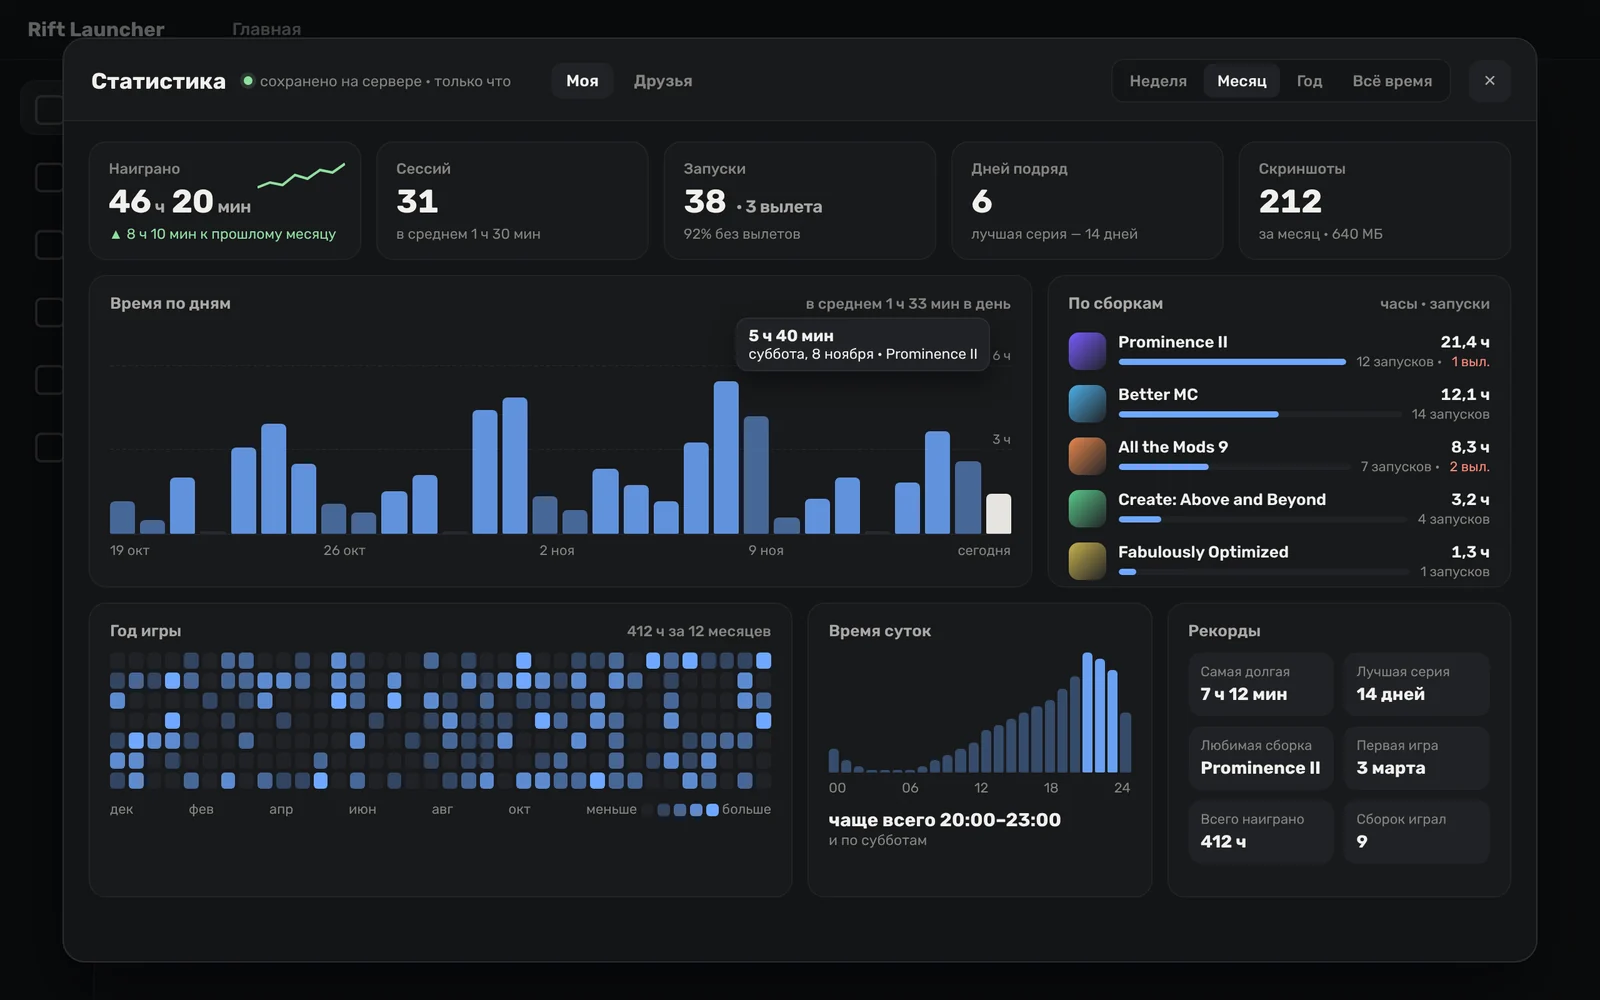 Rift Launcher
Главная
Статистика
сохранено на сервере • только что
Моя
Друзья
Неделя
Месяц
Год
Всё время
×
Наиграно
46 ч 20 мин
▲ 8 ч 10 мин к прошлому месяцу
Сессий
31
в среднем 1 ч 30 мин
Запуски
38 • 3 вылета
92% без вылетов
Дней подряд
6
лучшая серия — 14 дней
Скриншоты
212
за месяц • 640 МБ
Время по дням
в среднем 1 ч 33 мин в день
5 ч 40 мин
суббота, 8 ноября • Prominence II
6 ч
3 ч
19 окт
26 окт
2 ноя
9 ноя
сегодня
По сборкам
часы • запуски
Prominence II
21,4 ч
12 запусков • 1 выл.
Better MC
12,1 ч
14 запусков
All the Mods 9
8,3 ч
7 запусков • 2 выл.
Create: Above and Beyond
3,2 ч
4 запусков
Fabulously Optimized
1,3 ч
1 запусков
Год игры
412 ч за 12 месяцев
дек
фев
апр
июн
авг
окт
меньше
больше
Время суток
00
06
12
18
24
чаще всего 20:00–23:00
и по субботам
Рекорды
Самая долгая
7 ч 12 мин
Лучшая серия
14 дней
Любимая сборка
Prominence II
Первая игра
3 марта
Всего наиграно
412 ч
Сборок играл
9